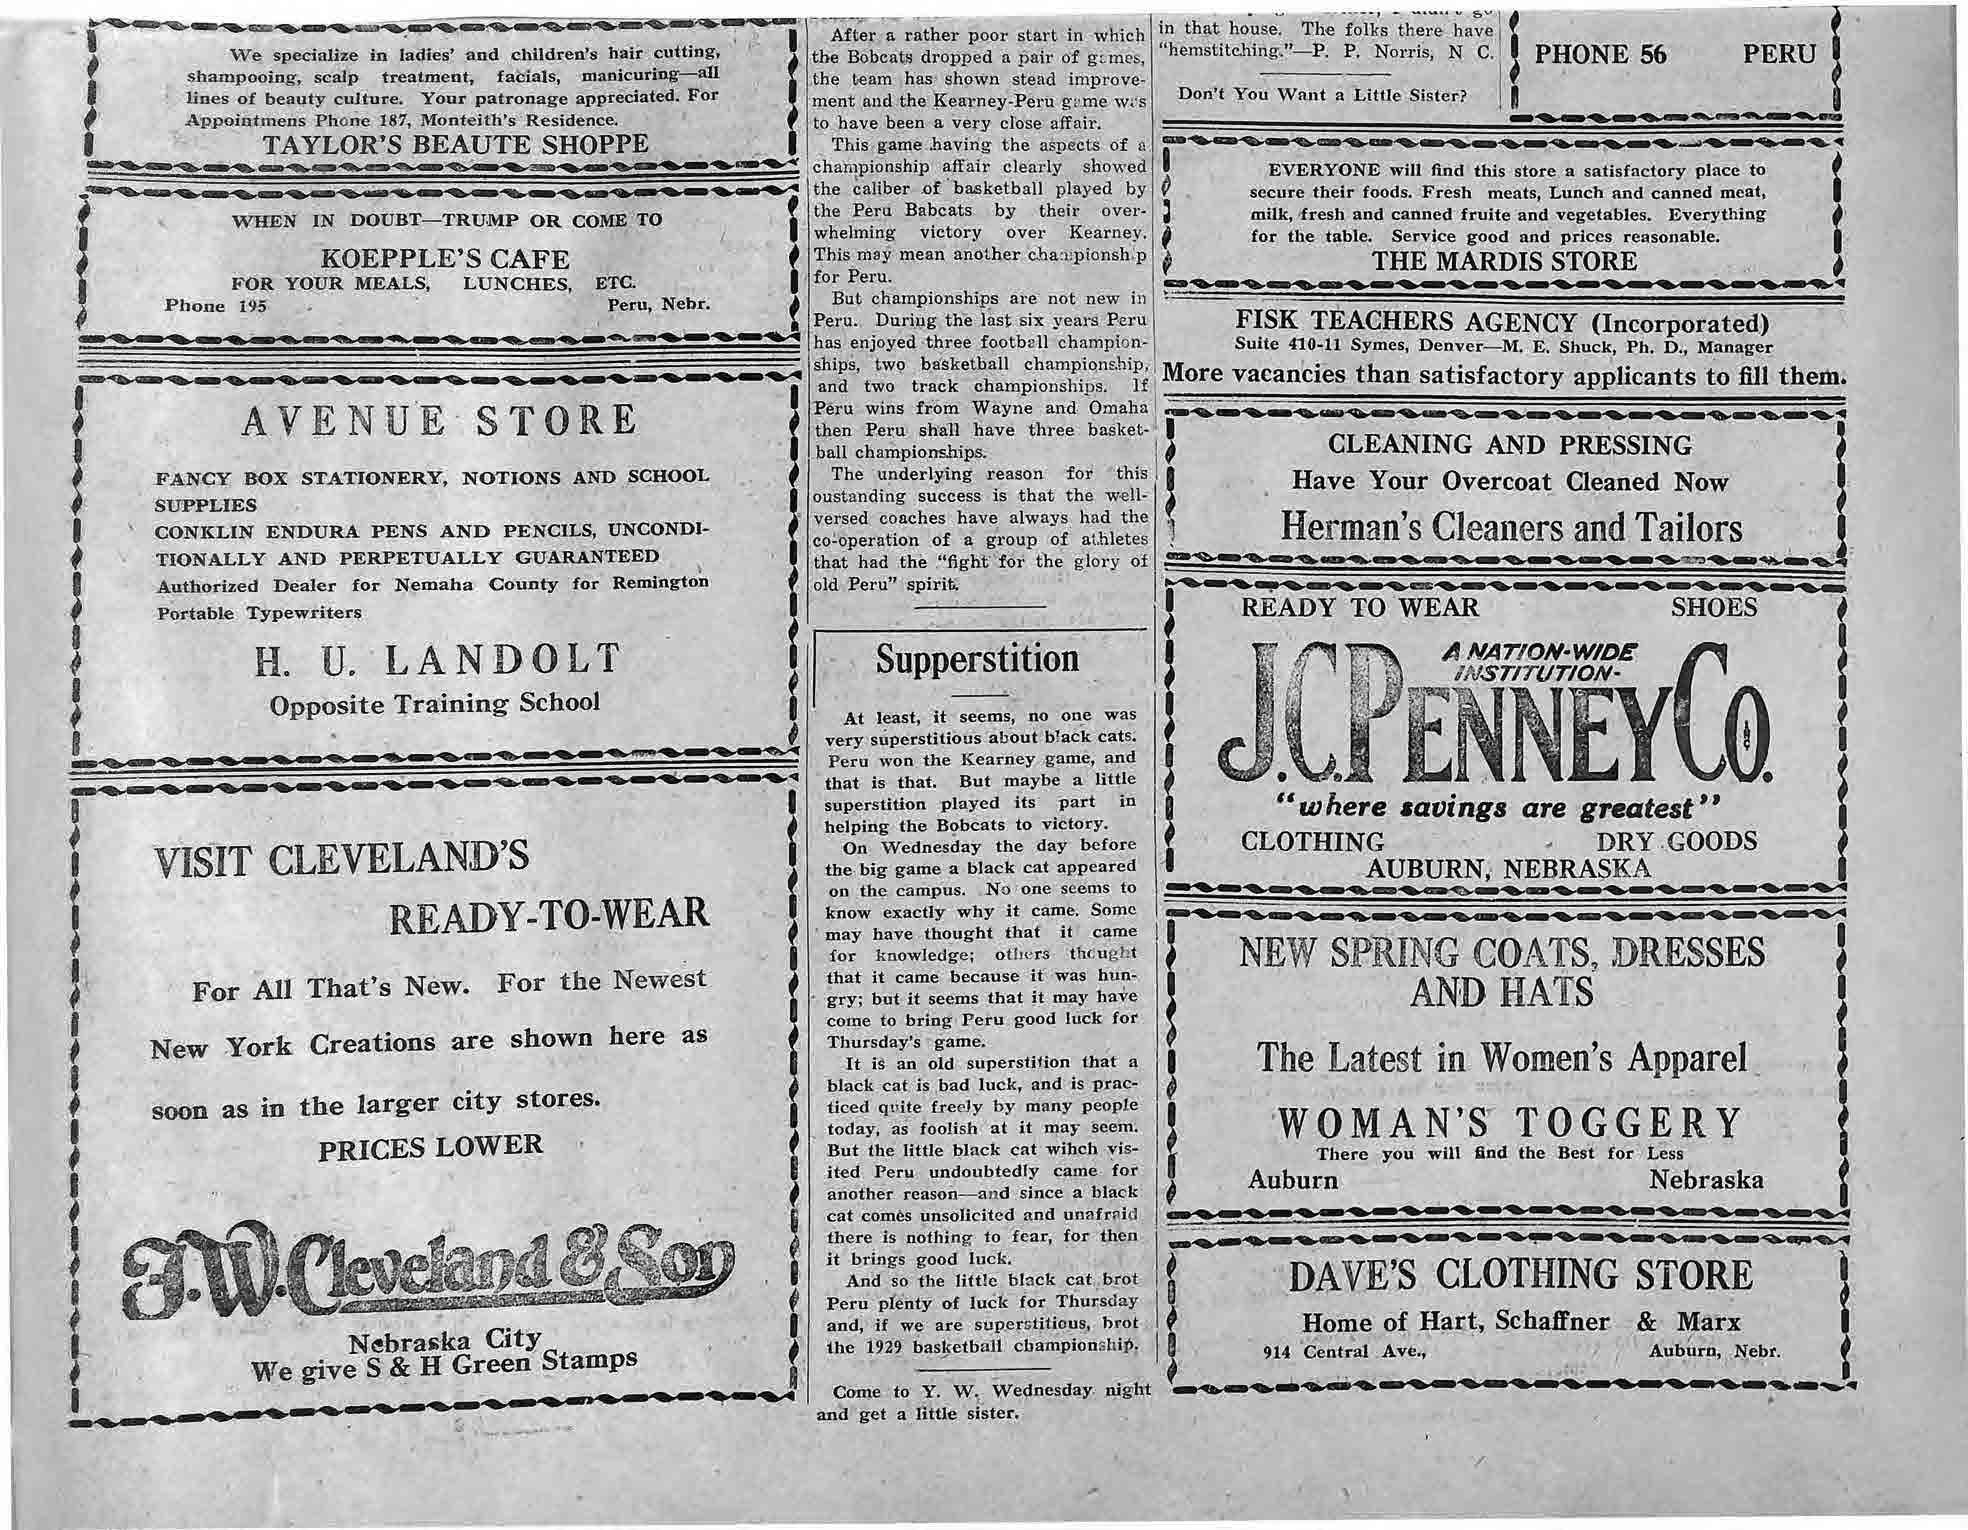 We specialize in ladies' and children's hair cutting,
shampooing, scalp treatment, facials, manicuring—all
lines of beauty culture. Your patronage appreciated. For
Appointmens Phone 187, Monteith's Residence.
TAYLOR'S BEAUTE SHOPPE
WHEN IN DOUBT—TRUMP OR COME TO
KOEPPLE'S CAFE
FOR YOUR MEALS, LUNCHES, ETC.
Phone 195 Peru, Nebr.
AVENUE STORE
FANCY BOX STATIONERY, NOTIONS AND SCHOOL
SUPPLIES
CONKLIN ENDURA PENS AND PENCILS, UNCONDI-
TIONALLY AND PERPETUALLY GUARANTEED
Authorized Dealer for Nemaha County for Remington
Portable Typewriters
H. U. LANDOLT
Opposite Training School
VISIT CLEVELAND'S
READY-TO-WEAR
For All That's New. For the Newest
New York Creations are shown here as
soon as in the larger city stores.
PRICES LOWER
F.W. Cleveland & Son
Nebraska City
We give S & H Green Stamps
After a rather poor start in which
the Bobcats dropped a pair of games,
the team has shown stead improve-
ment and the Kearney-Peru game was
to have been a very close affair.
This game having the aspects of a
championship affair clearly showed
the caliber of basketball played by
the Peru Babcats by their over-
whelming victory over Kearney.
This may mean another championship
for Peru.
But championships are not new in
Peru. During the last six years Peru
has enjoyed three football champion-
ships, two basketball championship,
and two track championships. If
Peru wins from Wayne and Omaha
then Peru shall have three basket-
ball championships.
The underlying reason for this
oustanding success is that the well-
versed coaches have always had the
co-operation of a group of athletes
that had the "fight for the glory of
old Peru" spirit.
Supperstition
At least, it seems, no one was
very superstitious about black cats.
Peru won the Kearney game, and
that is that. But maybe a little
superstition played its part in
helping the Bobcats to victory.
On Wednesday the day before
the big game a black cat appeared
on the campus. No one seems to
know exactly why it came. Some
may have thought that it came
for knowledge; others thought
that it came because it was hun-
gry; but it seems that it may have
come to bring Peru good luck for
Thursday's game.
It is an old superstition that a
black cat is bad luck, and is prac-
ticed quite freely by many people
today, as foolish at it may seem.
But the little black cat wihch vis-
ited Peru undoubtedly came for
another reason—and since a black
cat comes unsolicited and unafraid
there is nothing to fear, for then
it brings good luck.
And so the little black cat brot
Peru plenty of luck for Thursday
and, if we are superstitious, brot
the 1929 basketball championship.
Come to Y. W. Wednesday night
and get a little sister.
in that house. The folks there have
"hemstitching."—P. P. Norris, N C.
Don't You Want a Little Sister?
PHONE 56 PERU
EVERYONE will find this store a satisfactory place to
secure their foods. Fresh meats, Lunch and canned meat,
milk, fresh and canned fruite and vegetables. Everything
for the table. Service good and prices reasonable.
THE MARDIS STORE
FISK TEACHERS AGENCY (Incorporated)
Suite 410-11 Symes, Denver—M. E. Shuck, Ph. D., Manager
More vacancies than satisfactory applicants to fill them.
CLEANING AND PRESSING
Have Your Overcoat Cleaned Now
Herman's Cleaners and Tailors
READY TO WEAR SHOES
A NATION-WIDE
INSTITUTION-
J.C. PENNEY CO.
"where savings are greatest"
CLOTHING DRY GOODS
AUBURN, NEBRASKA
NEW SPRING COATS, DRESSES
AND HATS
The Latest in Women's Apparel
WOMAN'S TOGGERY
There you will find the Best for Less
Auburn Nebraska
DAVE'S CLOTHING STORE
Home of Hart, Schaffner & Marx
914 Central Ave., Auburn, Nebr.